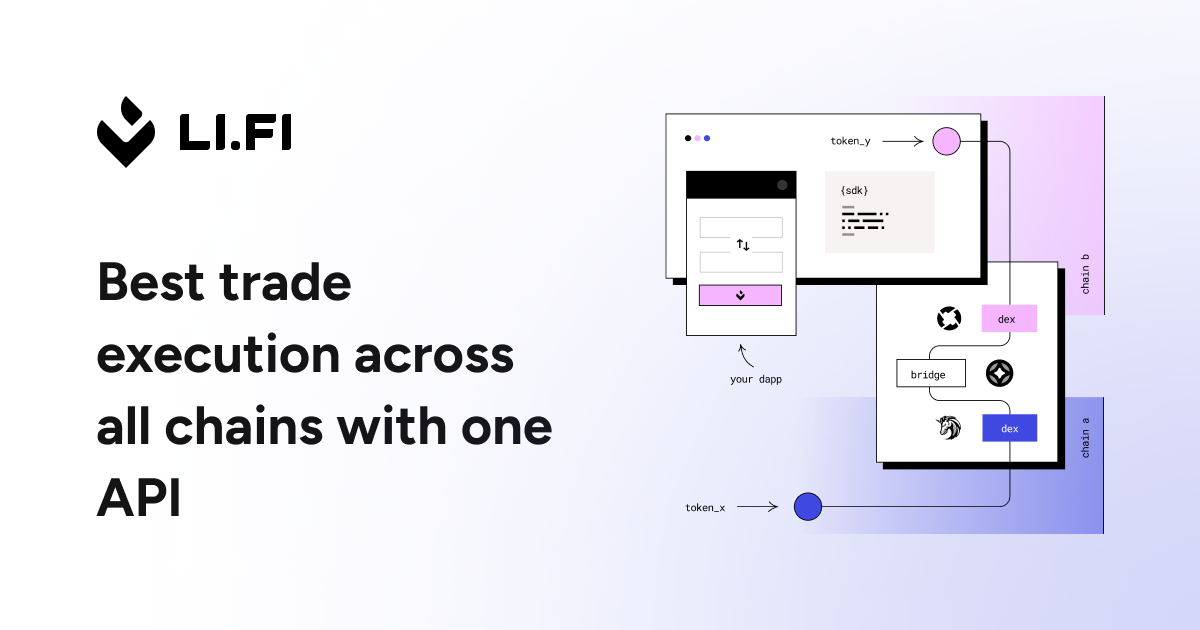 LI.FI
Best trade
execution across
all chains with one
API
token_y
{sdk}
chain b
dex
bridge
your dapp
dex
chain a
token_x